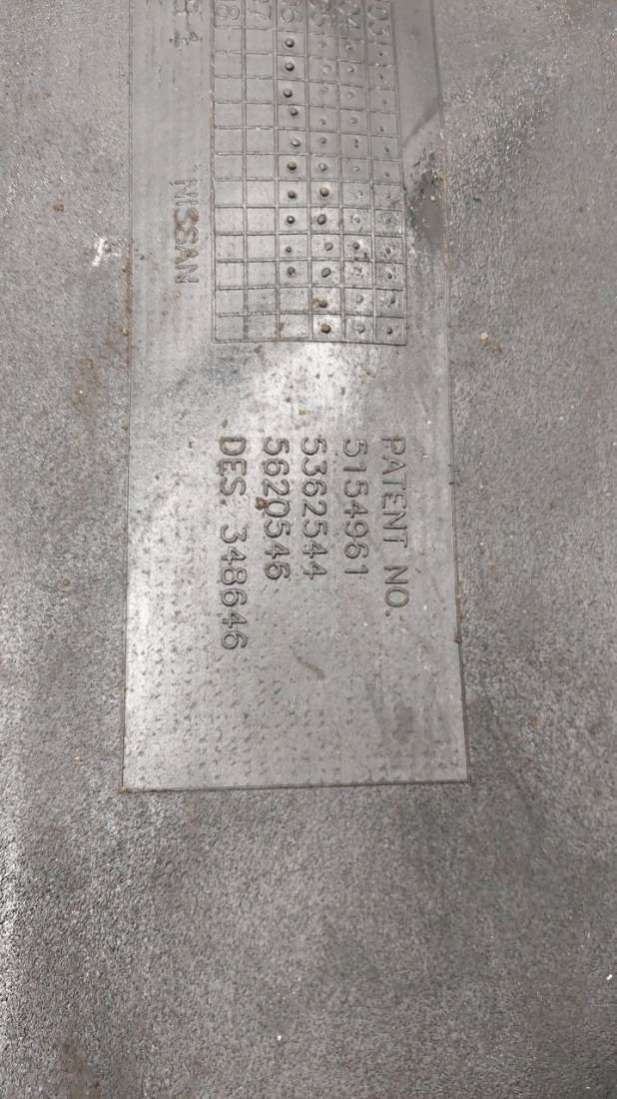 NISSAN
PATENT NO.
5154961
5362544
5620546
DES. 348646